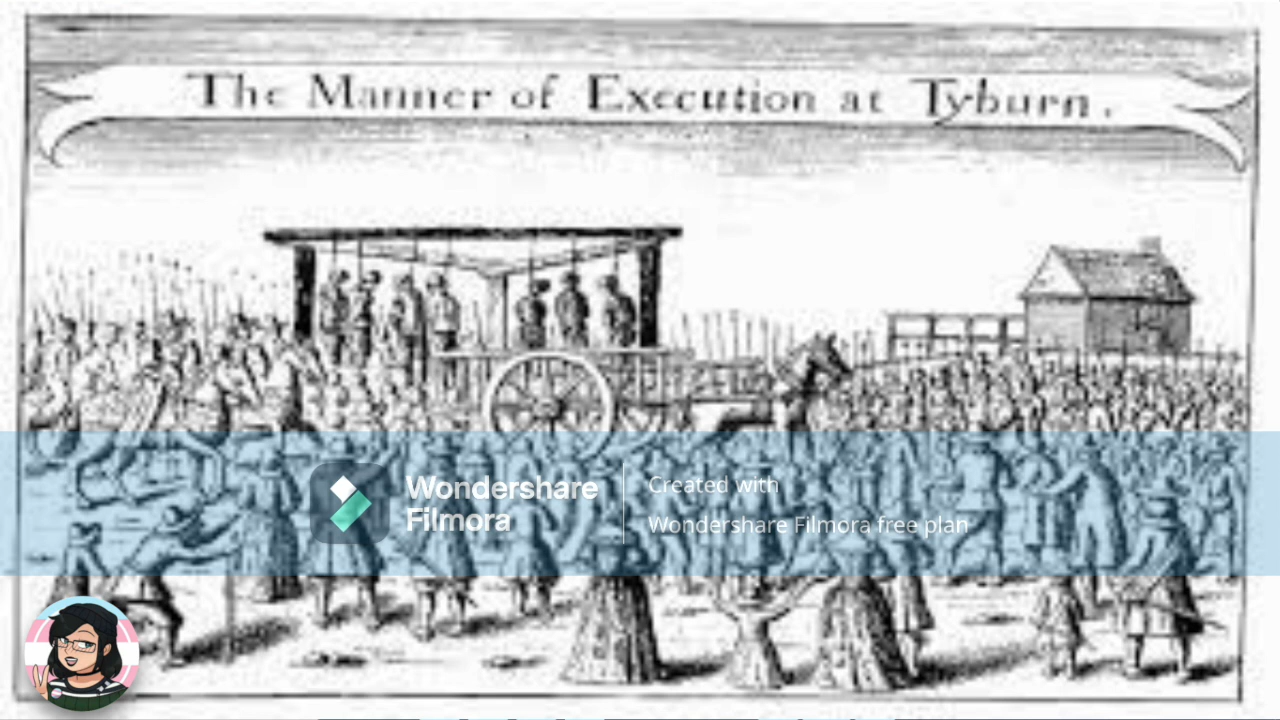 The Manner of Execution at Tyburn.
Wondershare
Filmora
Created with
Wondershare Filmora free plan